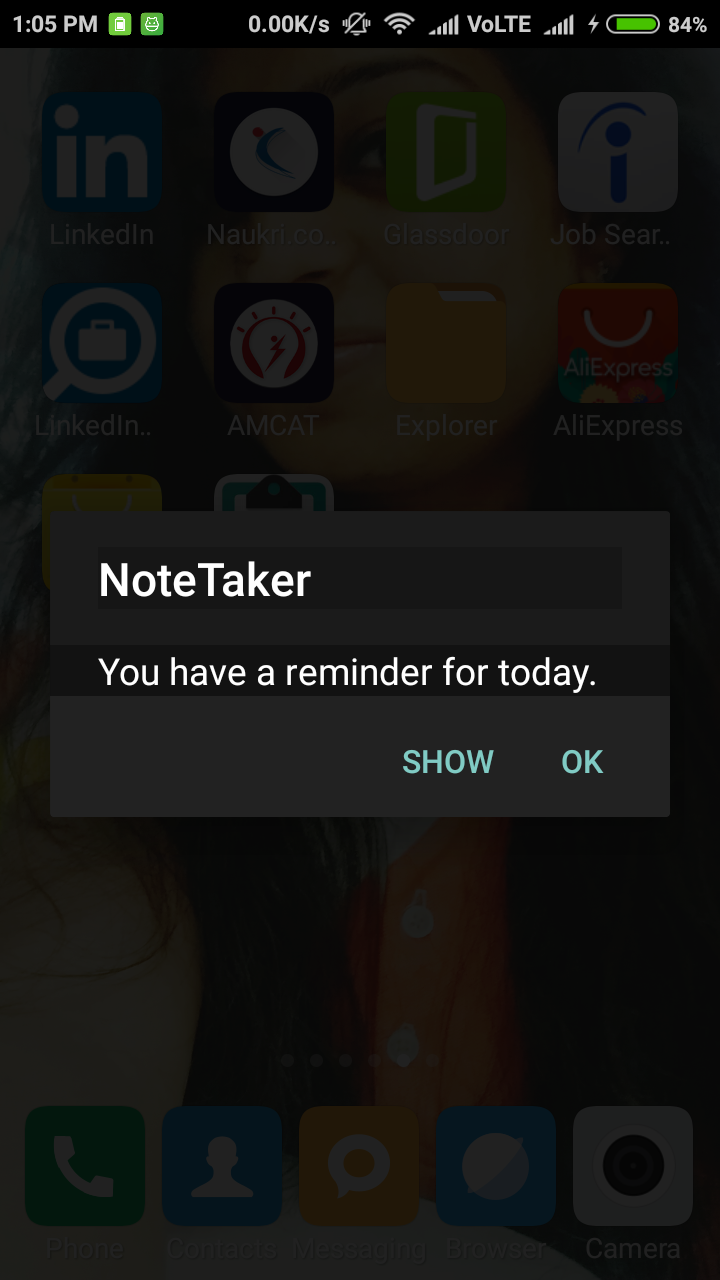 1:05 PM 0.00K/s VoLTE 84%
in
LinkedIn Naukri.co.. Glassdoor Job Sear..
AliExpress
LinkedIn.. AMCAT Explorer AliExpress
NoteTaker
You have a reminder for today.
SHOW OK
Phone Contacts Messaging Browser Camera